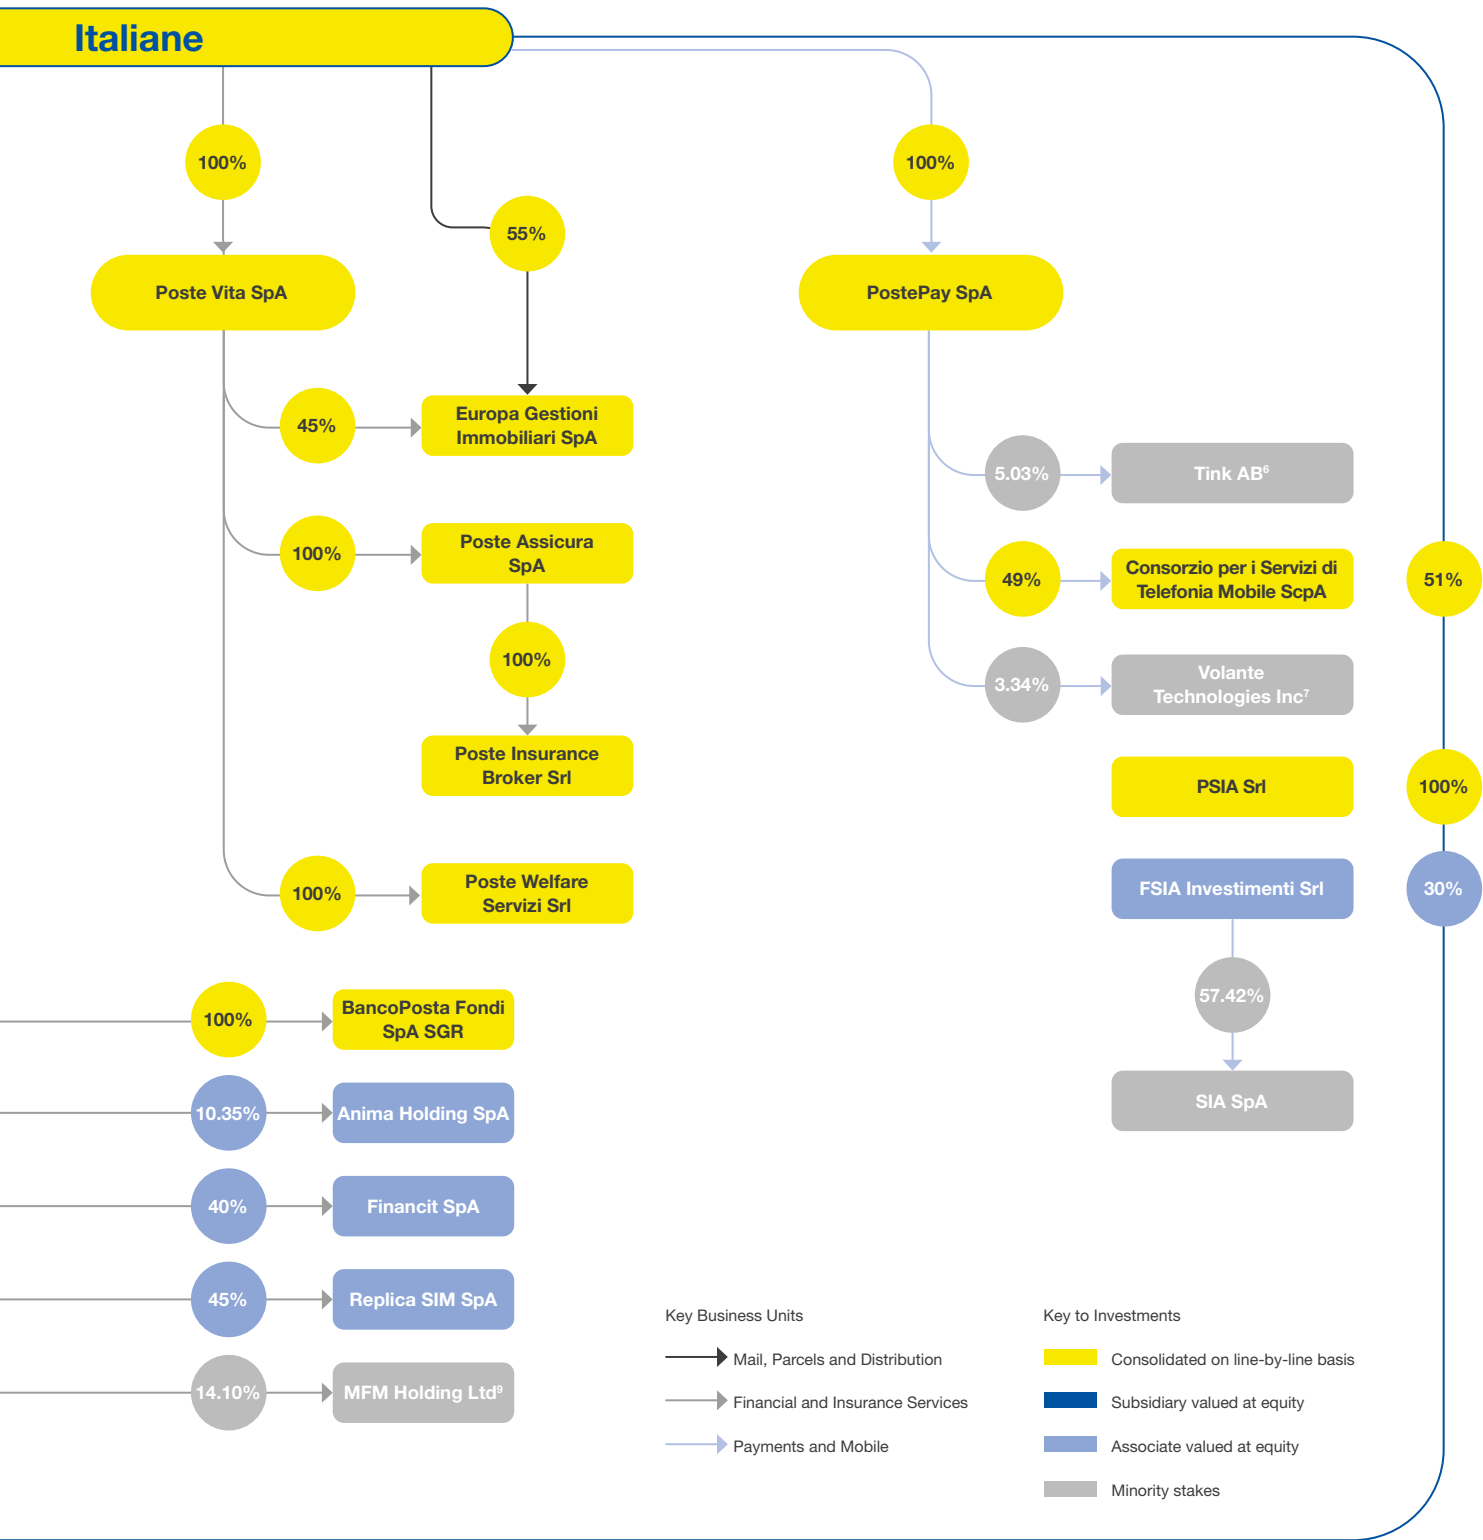 Italiane
100%
55%
100%
Poste Vita SpA
PostePay SpA
45%
Europa Gestioni
Immobiliari SpA
5.03%
Tink AB⁶
100%
Poste Assicura
SpA
49%
Consorzio per i Servizi di
Telefonia Mobile ScpA
51%
100%
3.34%
Volante
Technologies Inc⁷
Poste Insurance
Broker Srl
PSIA Srl
100%
100%
Poste Welfare
Servizi Srl
FSIA Investimenti Srl
30%
57.42%
100%
BancoPosta Fondi
SpA SGR
10.35%
Anima Holding SpA
SIA SpA
40%
Financit SpA
45%
Replica SIM SpA
14.10%
MFM Holding Ltd⁹
Key Business Units
Mail, Parcels and Distribution
Financial and Insurance Services
Payments and Mobile
Key to Investments
Consolidated on line-by-line basis
Subsidiary valued at equity
Associate valued at equity
Minority stakes